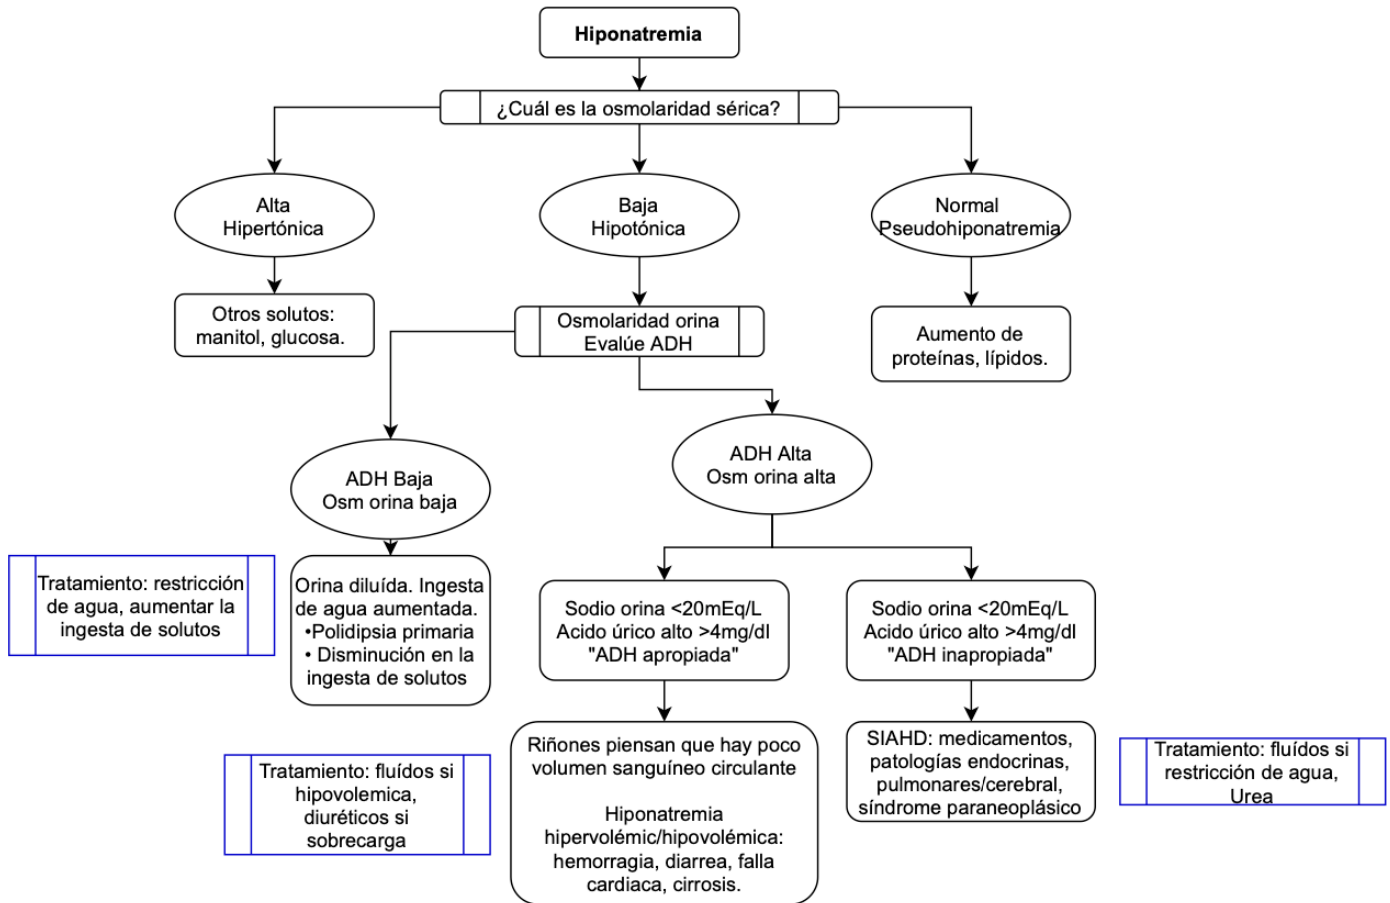 Hiponatremia
¿Cuál es la osmolaridad sérica?
Alta
Hipertónica
Baja
Hipotónica
Normal
Pseudohiponatremia
Otros solutos:
manitol, glucosa.
Osmolaridad orina
Evalúe ADH
Aumento de
proteínas, lípidos.
ADH Baja
Osm orina baja
ADH Alta
Osm orina alta
Tratamiento: restricción
de agua, aumentar la
ingesta de solutos
Orina diluída. Ingesta
de agua aumentada.
•Polidipsia primaria
• Disminución en la
ingesta de solutos
Sodio orina <20mEq/L
Acido úrico alto >4mg/dl
"ADH apropiada"
Sodio orina <20mEq/L
Acido úrico alto >4mg/dl
"ADH inapropiada"
Tratamiento: fluídos si
hipovolemica,
diuréticos si
sobrecarga
Riñones piensan que hay poco
volumen sanguíneo circulante
Hiponatremia
hipervolémic/hipovolémica:
hemorragia, diarrea, falla
cardiaca, cirrosis.
SIAHD: medicamentos,
patologías endocrinas,
pulmonares/cerebral,
síndrome paraneoplásico
Tratamiento: fluídos si
restricción de agua,
Urea